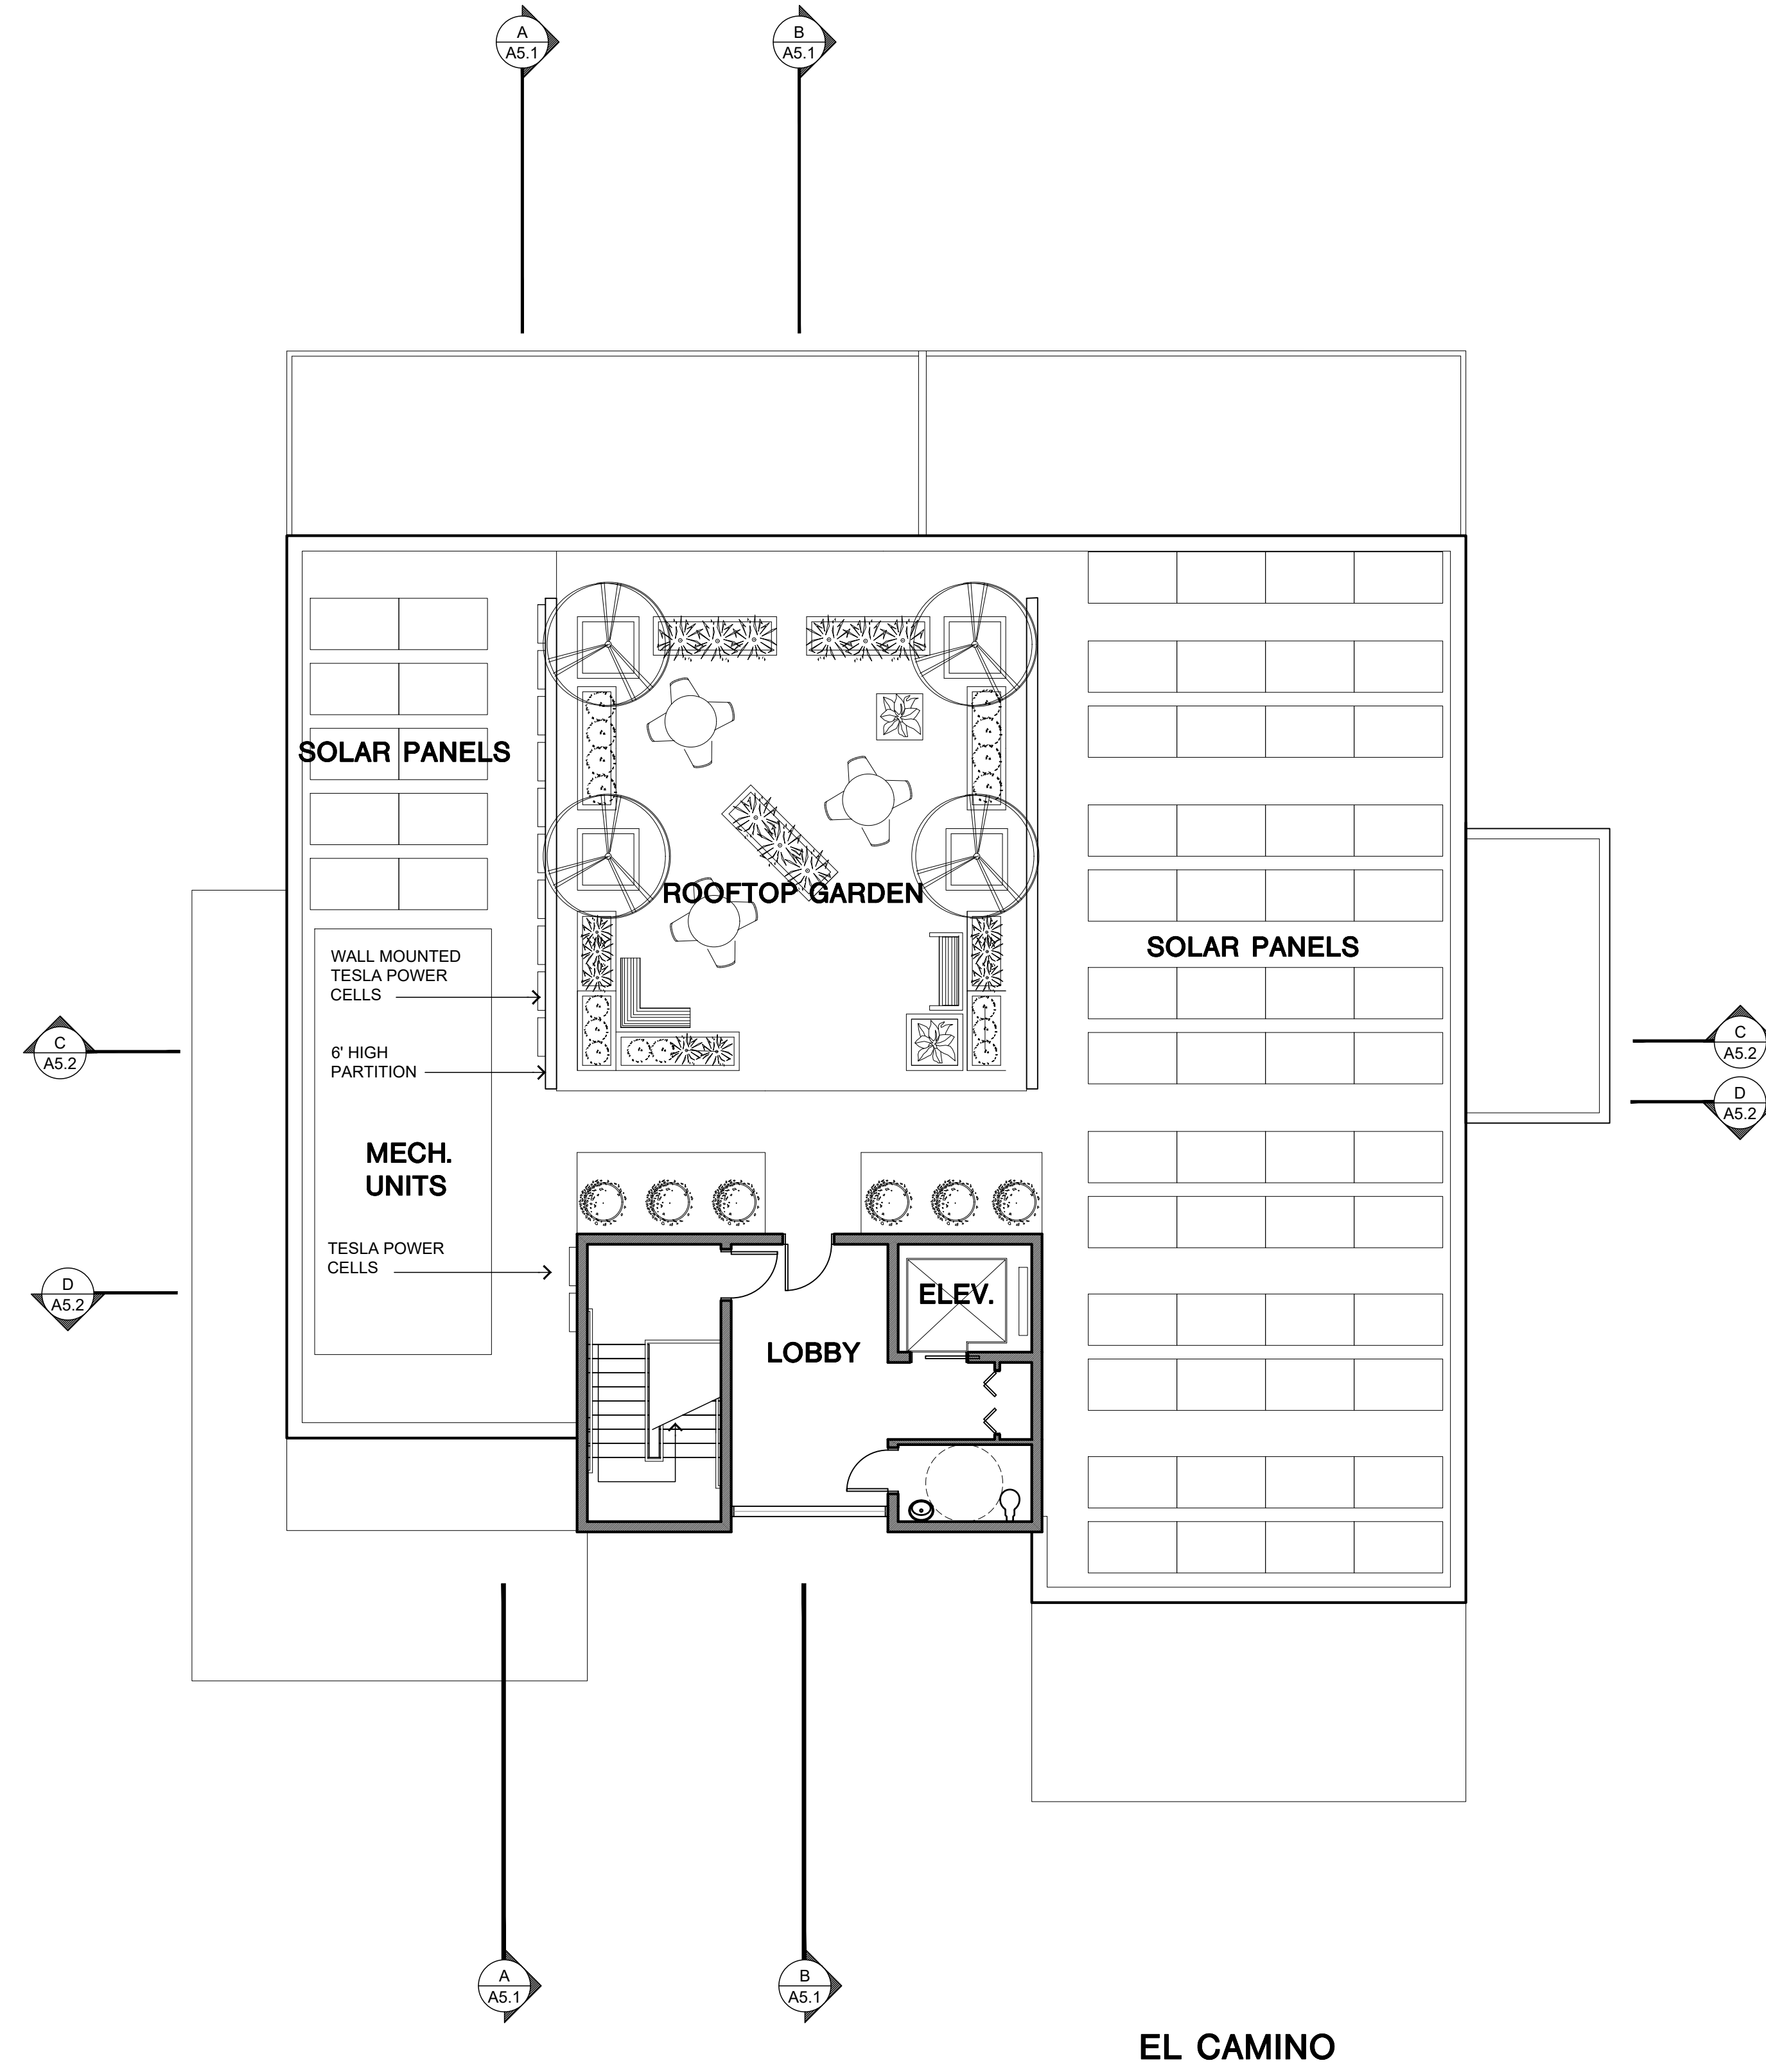 A
A5.1
B
A5.1
SOLAR PANELS
ROOFTOP GARDEN
SOLAR PANELS
WALL MOUNTED
TESLA POWER
CELLS
C
A5.2
C
A5.2
6' HIGH
PARTITION
D
A5.2
MECH.
UNITS
TESLA POWER
CELLS
D
A5.2
ELEV.
LOBBY
A
A5.1
B
A5.1
EL CAMINO